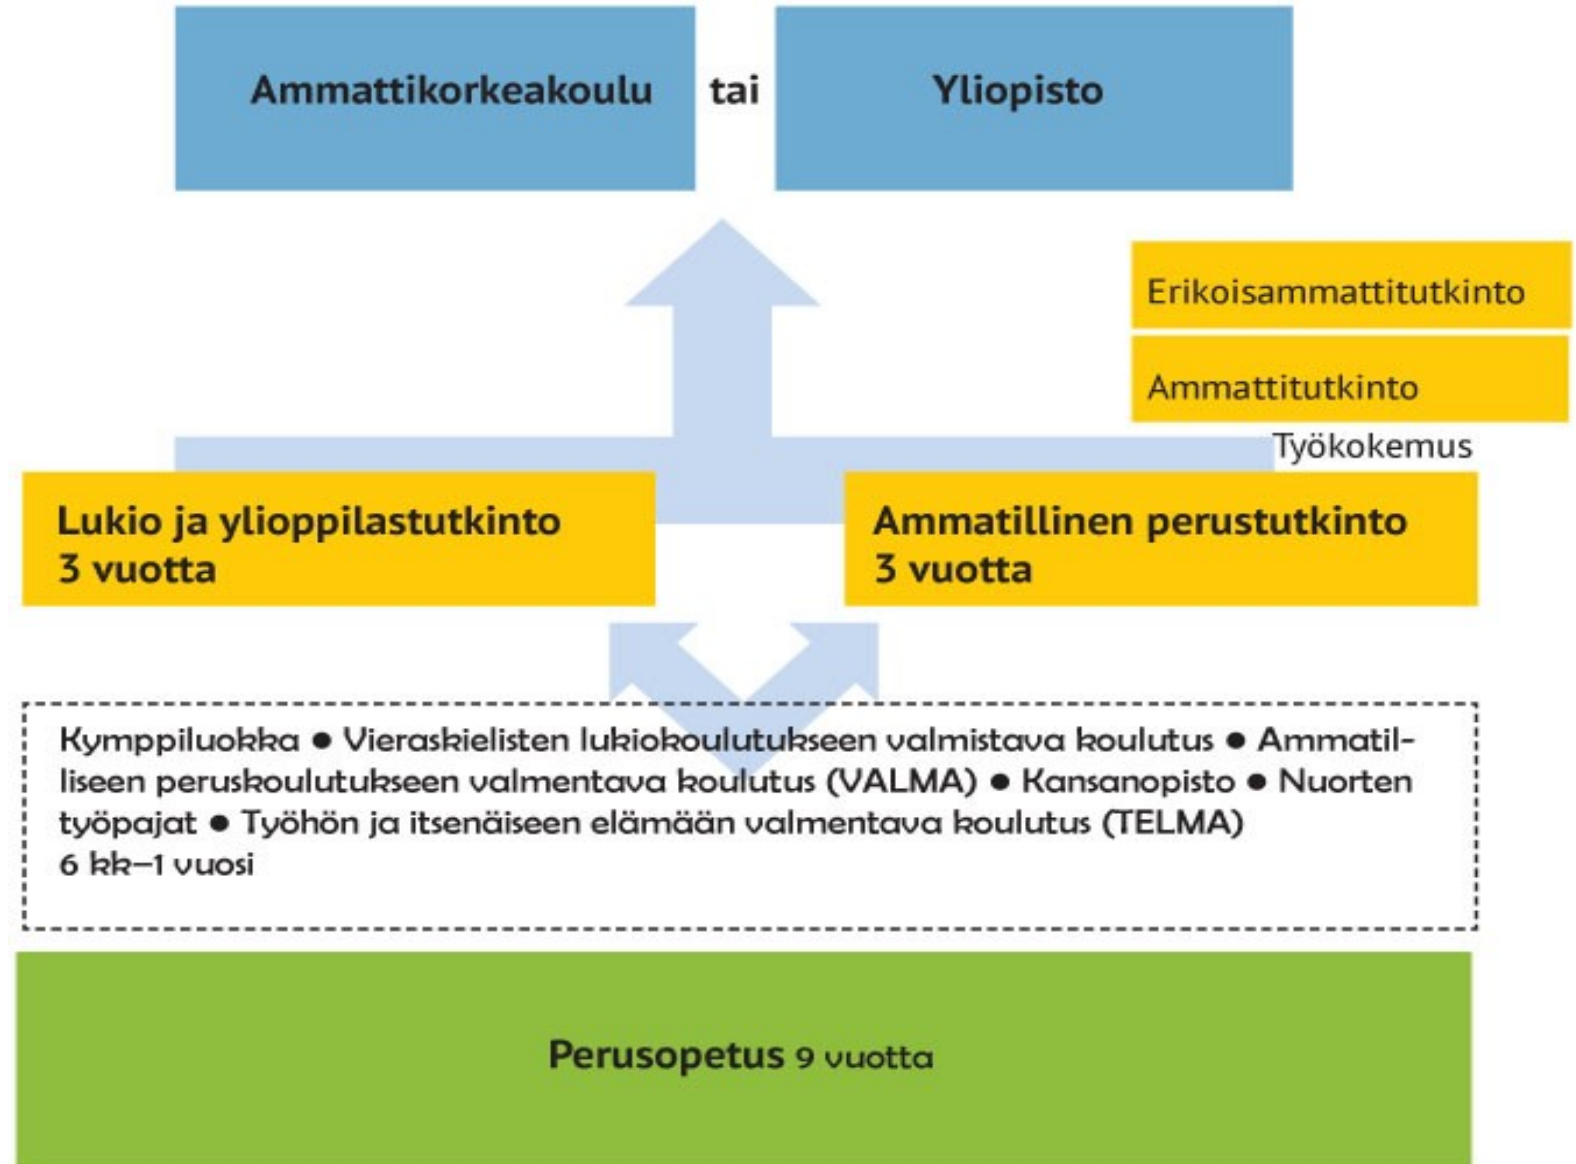 Ammattikorkeakoulu tai Yliopisto
Erikoisammattitutkinto
Ammattitutkinto
Työkokemus
Lukio ja ylioppilastutkinto
3 vuotta
Ammatillinen perustutkinto
3 vuotta
Kymppiluokka ● Vieraskielisten lukiokoulutukseen valmistava koulutus ● Ammatil-
liseen peruskoulutukseen valmentava koulutus (VALMA) ● Kansanopisto ● Nuorten
työpajat ● Työhön ja itsenäiseen elämään valmentava koulutus (TELMA)
6 kk–1 vuosi
Perusopetus 9 vuotta